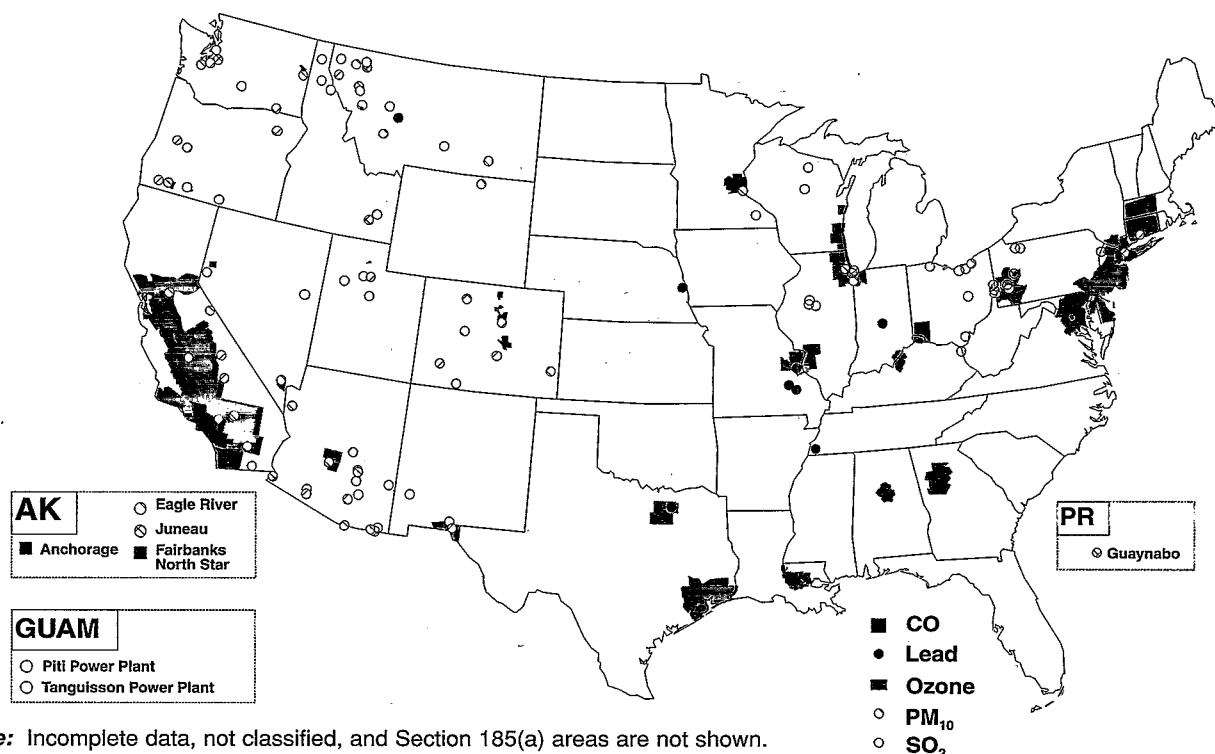 AK
Eagle River
Juneau
Anchorage
Fairbanks
North Star
PR
Guaynabo
GUAM
Piti Power Plant
Tanguisson Power Plant
CO
Lead
Ozone
PM10
SO2
e: Incomplete data, not classified, and Section 185(a) areas are not shown.